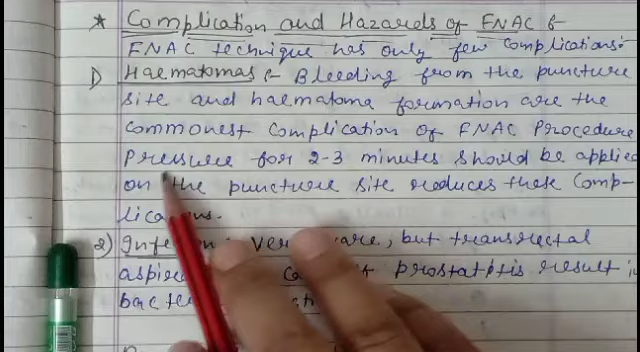 * Complication and Hazards of FNAC :-
FNAC technique has only few complications:-
1) Haematomas :- Bleeding from the puncture
site and haematoma formation are the
commonest complication of FNAC Procedure
Pressure for 2-3 minutes should be applie
on the puncture site reduces these Comp-
lications.
2) Infection : Very rare, but transrectal
prostatitis result